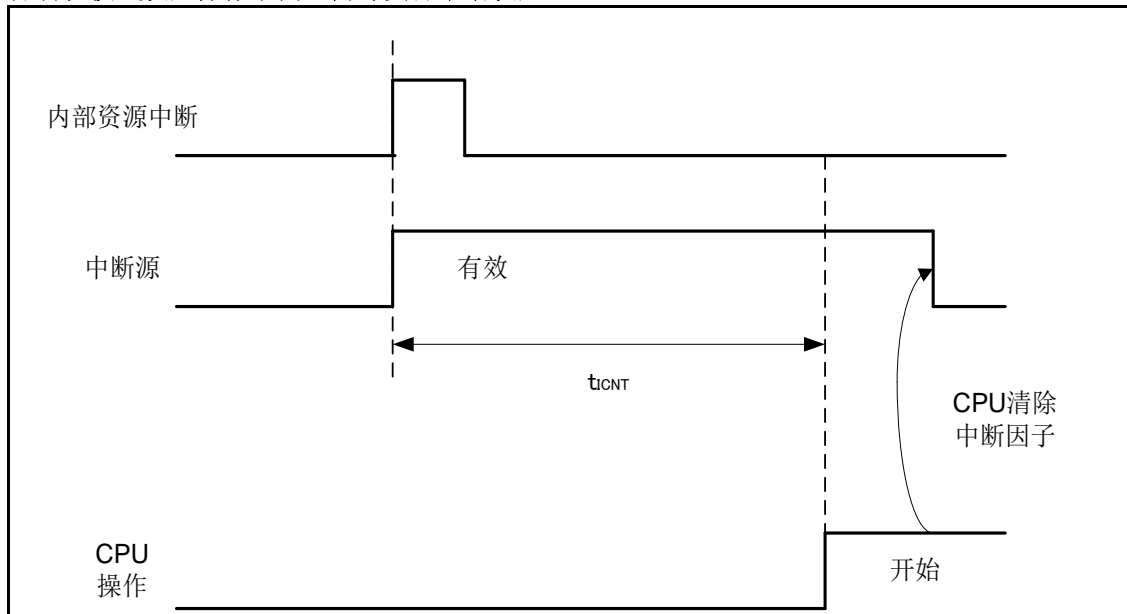 内部资源中断
中断源
有效
tICNT
CPU清除
中断因子
CPU
操作
开始